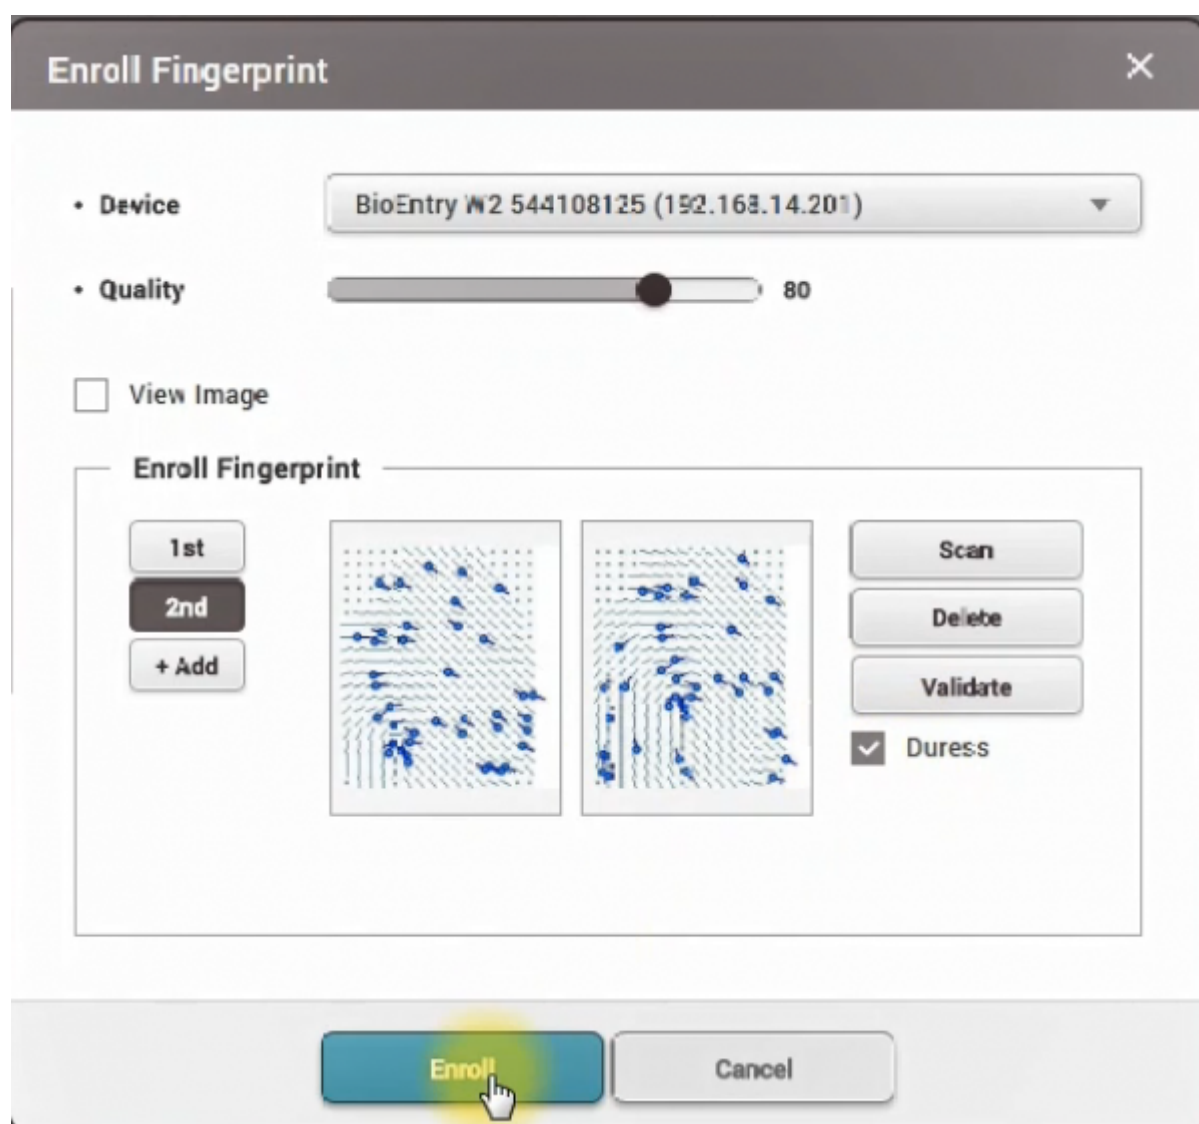 Enroll Fingerprint
• Device
BioEntry W2 544108125 (192.168.14.201)
• Quality
80
View Image
Enroll Fingerprint
1st
2nd
+ Add
Scan
Delete
Validate
Duress
Enroll
Cancel